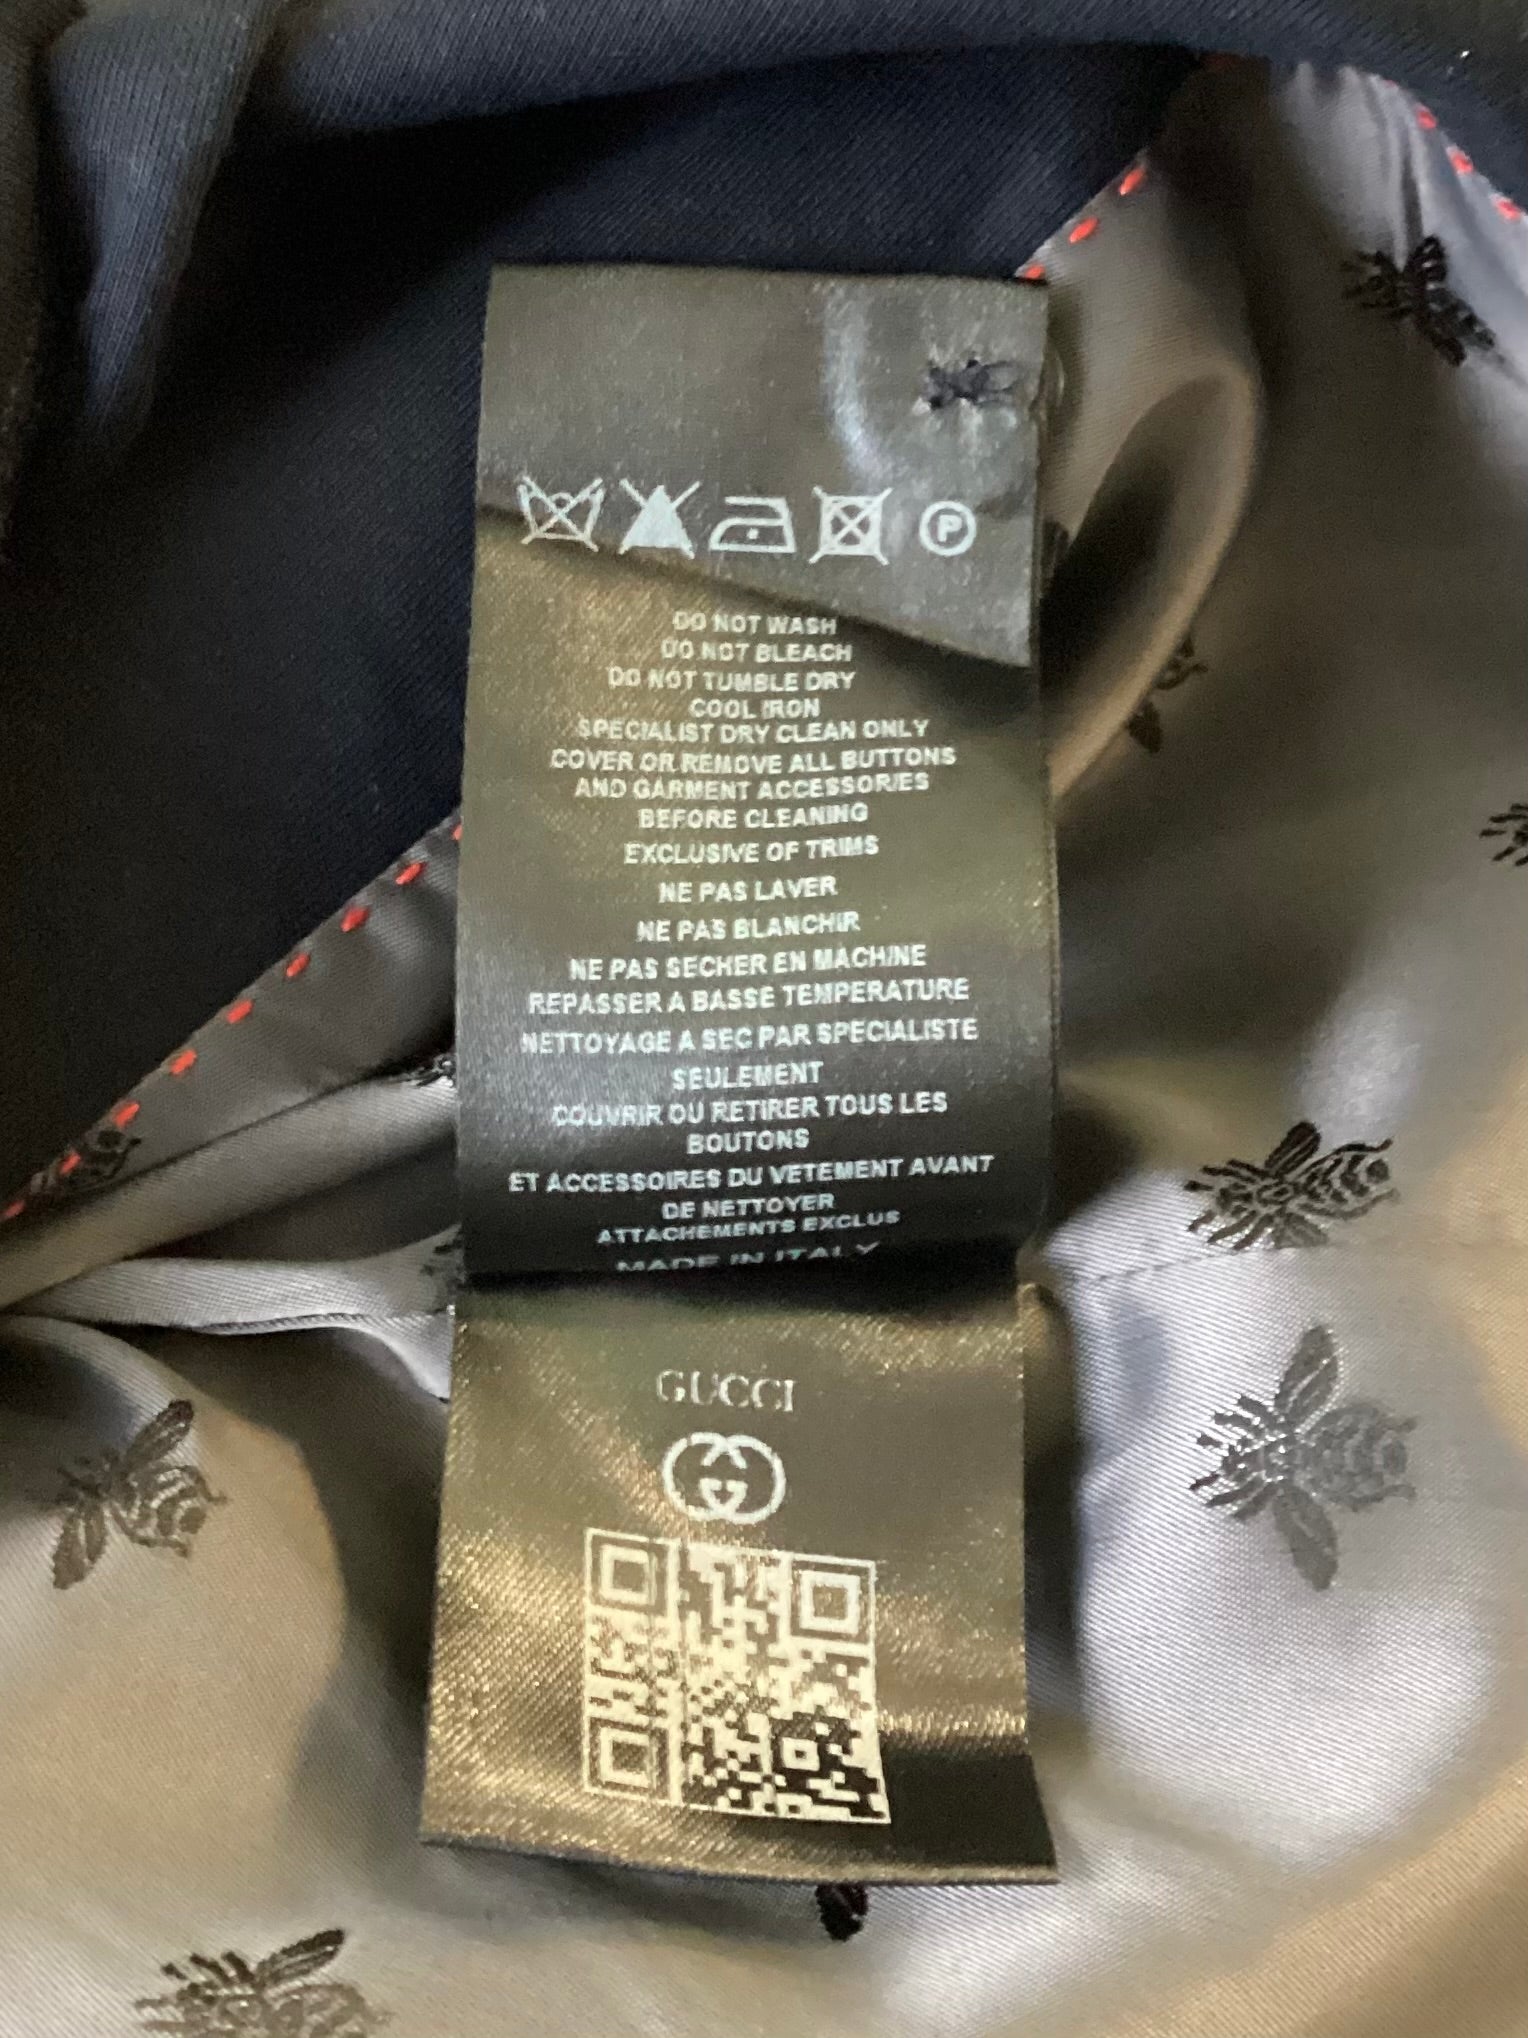 P
DO NOT WASH
DO NOT BLEACH
DO NOT TUMBLE DRY
COOL IRON
SPECIALIST DRY CLEAN ONLY
COVER OR REMOVE ALL BUTTONS
AND GARMENT ACCESSORIES
BEFORE CLEANING
EXCLUSIVE OF TRIMS
NE PAS LAVER
NE PAS BLANCHIR
NE PAS SECHER EN MACHINE
REPASSER A BASSE TEMPERATURE
NETTOYAGE A SEC PAR SPECIALISTE
SEULEMENT
COUVRIR OU RETIRER TOUS LES
BOUTONS
ET ACCESSOIRES DU VETEMENT AVANT
DE NETTOYER
ATTACHEMENTS EXCLUS
MADE IN ITALY
GUCCI